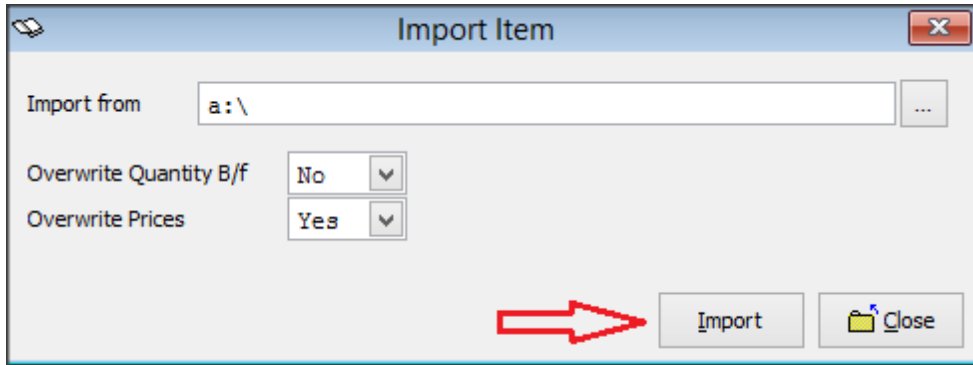 Import Item
Import from a:\ ...
Overwrite Quantity B/f No
Overwrite Prices Yes
Import Close